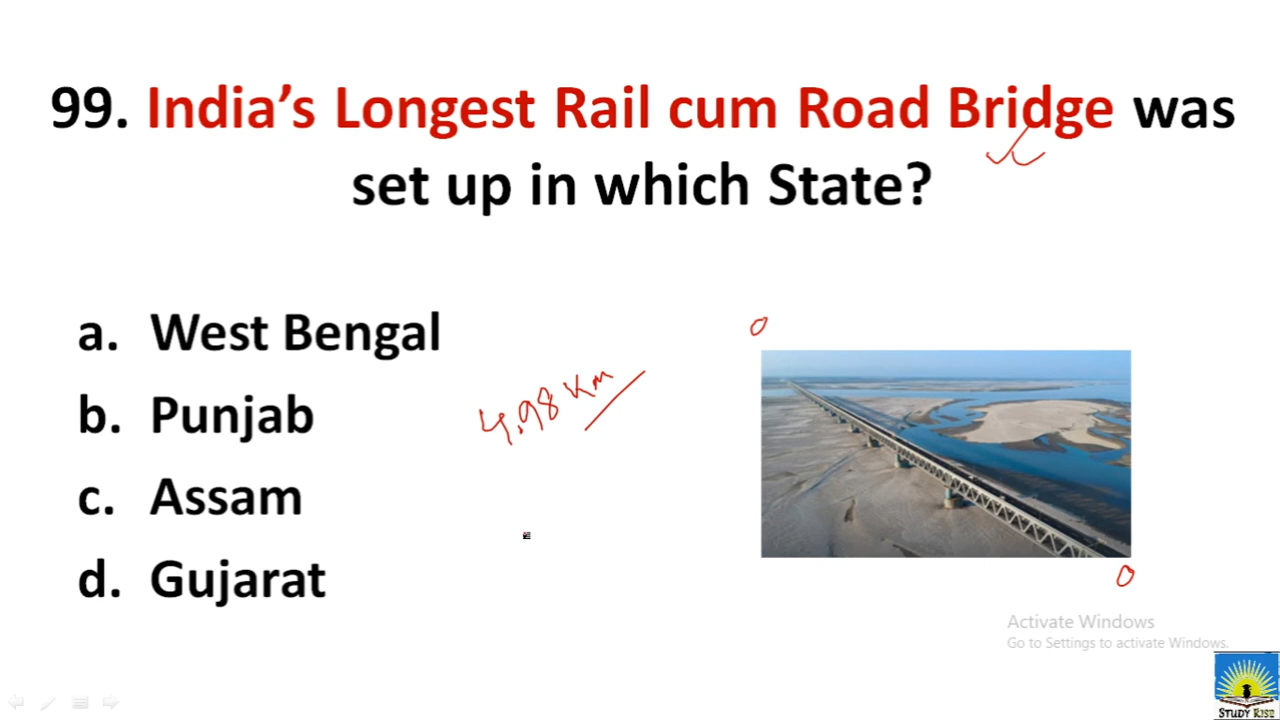 99. India's Longest Rail cum Road Bridge was
set up in which State?
a. West Bengal
b. Punjab
4.98 Km
c. Assam
d. Gujarat
Activate Windows
Go to Settings to activate Windows.
STUDY RISE